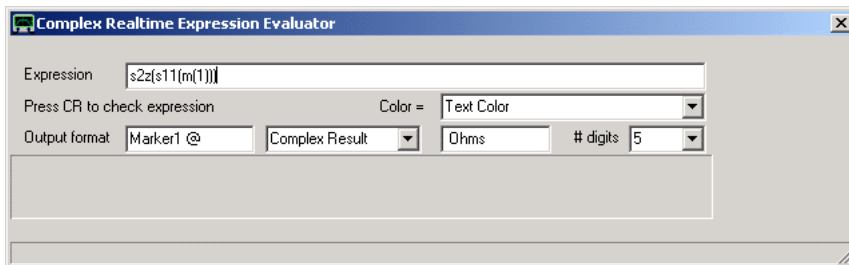 Complex Realtime Expression Evaluator
Expression s2z(s11(m(1)))
Press CR to check expression Color = Text Color
Output format Marker1 @ Complex Result Ohms # digits 5